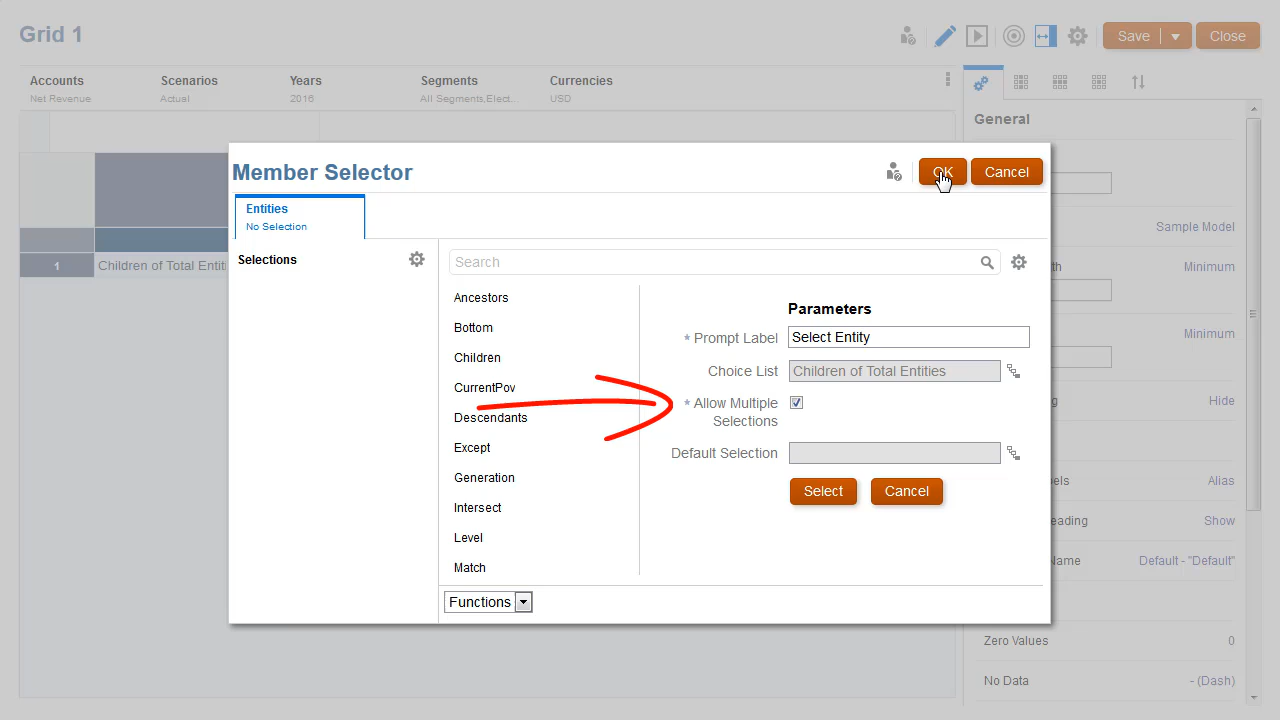 Grid 1
Save
Close
Accounts
Net Revenue
Scenarios
Actual
Years
2016
Segments
All Segments,Elect...
Currencies
USD
General
Member Selector
OK
Cancel
Entities
No Selection
Selections
Search
Ancestors
Bottom
Children
CurrentPov
Descendants
Except
Generation
Intersect
Level
Match
Functions
Parameters
* Prompt Label
Select Entity
Choice List
Children of Total Entities
* Allow Multiple
Selections
Default Selection
Select
Cancel
1
Children of Total Entiti
Sample Model
Minimum
Minimum
Hide
Alias
eading
Show
Name
Default - "Default"
Zero Values
0
No Data
- (Dash)